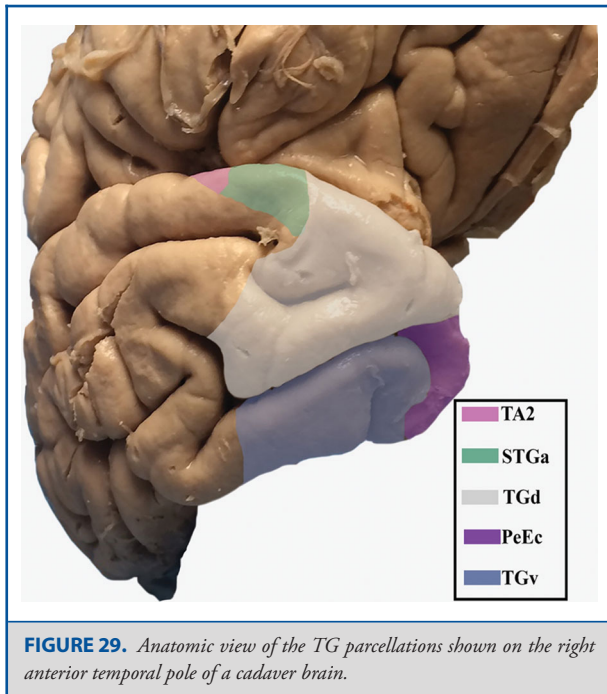 TA2
STGa
TGd
PeEc
TGv
FIGURE 29. Anatomic view of the TG parcellations shown on the right
anterior temporal pole of a cadaver brain.